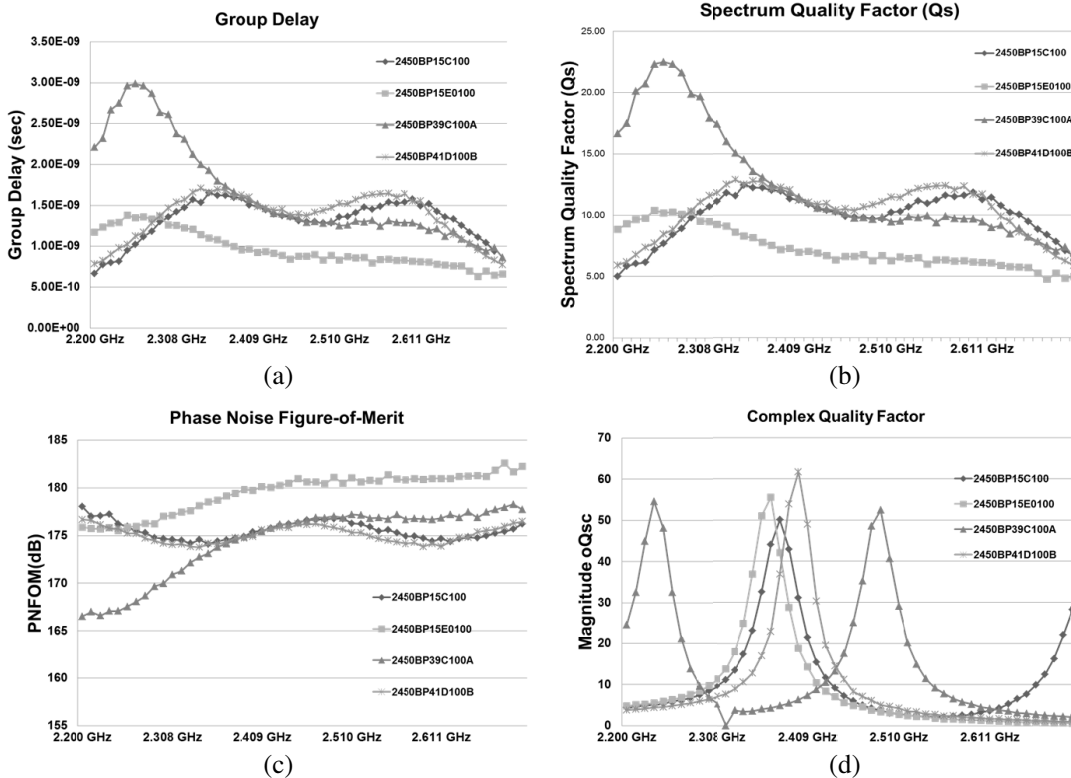 Group Delay
Group Delay (sec)
3.50E-09
3.00E-09
2.50E-09
2.00E-09
1.50E-09
1.00E-09
5.00E-10
0.00E+00
2.200 GHz 2.308 GHz 2.409 GHz 2.510 GHz 2.611 GHz
2450BP15C100
2450BP15E0100
2450BP39C100A
2450BP41D100B
(a)
Spectrum Quality Factor (Qs)
Spectrum Quality Factor (Qs)
25.00
20.00
15.00
10.00
5.00
0.00
2.200 GHz 2.308 GHz 2.409 GHz 2.510 GHz 2.611 GHz
2450BP15C100
2450BP15E0100
2450BP39C100A
2450BP41D100B
(b)
Phase Noise Figure-of-Merit
PNFOM(dB)
185
180
175
170
165
160
155
2.200 GHz 2.308 GHz 2.409 GHz 2.510 GHz 2.611 GHz
2450BP15C100
2450BP15E0100
2450BP39C100A
2450BP41D100B
(c)
Complex Quality Factor
Magnitude oQsc
70
60
50
40
30
20
10
0
2.200 GHz 2.308 GHz 2.409 GHz 2.510 GHz 2.611 GHz
2450BP15C100
2450BP15E0100
2450BP39C100A
2450BP41D100B
(d)